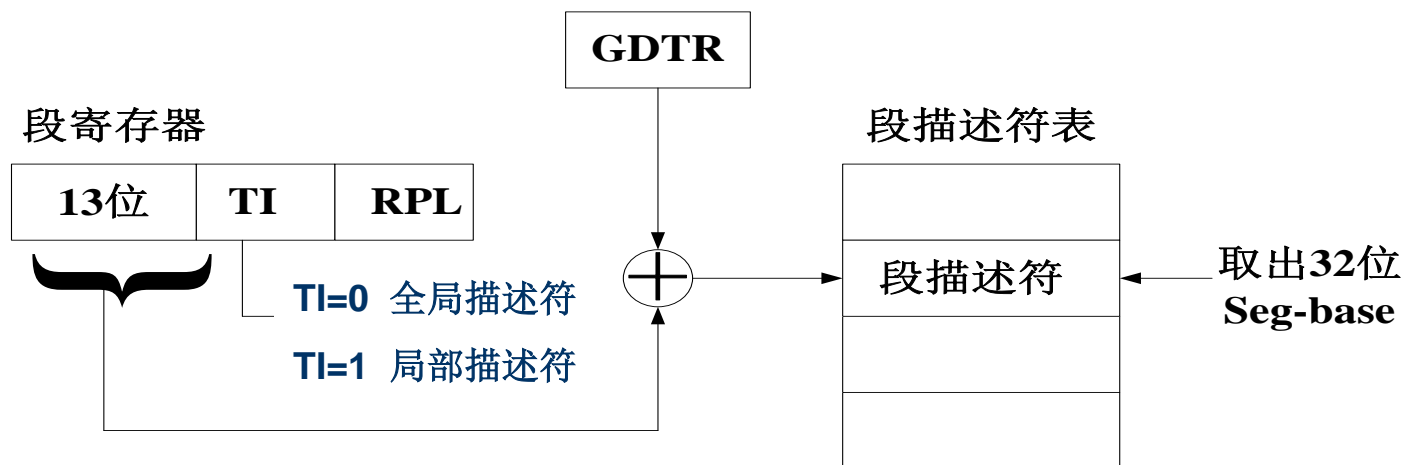 GDTR
段寄存器
段描述符表
13位 TI RPL
段描述符
取出32位
Seg-base
TI=0 全局描述符
TI=1 局部描述符